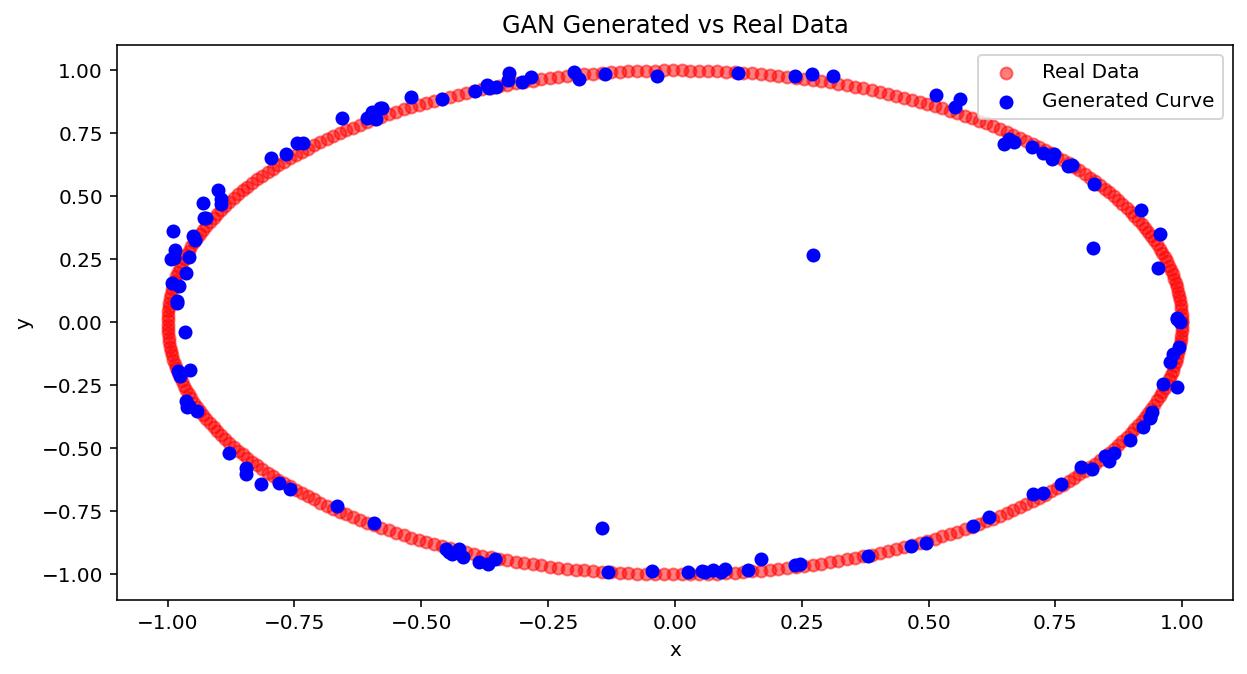 GAN Generated vs Real Data
Real Data
Generated Curve
1.00
0.75
0.50
0.25
0.00
−0.25
−0.50
−0.75
−1.00
y
−1.00 −0.75 −0.50 −0.25 0.00 0.25 0.50 0.75 1.00
x